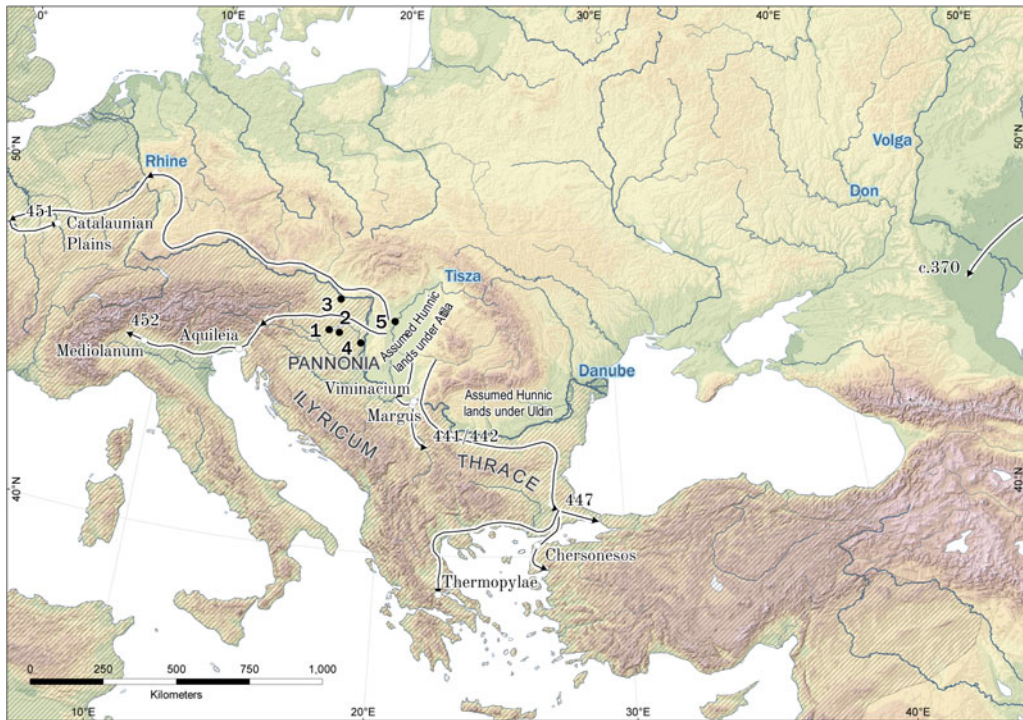 0°
10°E
20°E
30°E
40°E
50°E
50°N
50°N
Rhine
Volga
Don
451
Catalaunian
Plains
c.370
Tisza
3
2
1
5
4
Assumed Hunnic
lands under Attila
452
Aquileia
Mediolanum
PANNONIA
Viminacium
Margus
Danube
Assumed Hunnic
lands under Uldin
ILYRICUM
441/442
THRACE
447
40°N
40°N
Chersonesos
Thermopylae
0 250 500 750 1,000
Kilometers
10°E
20°E
30°E
40°E